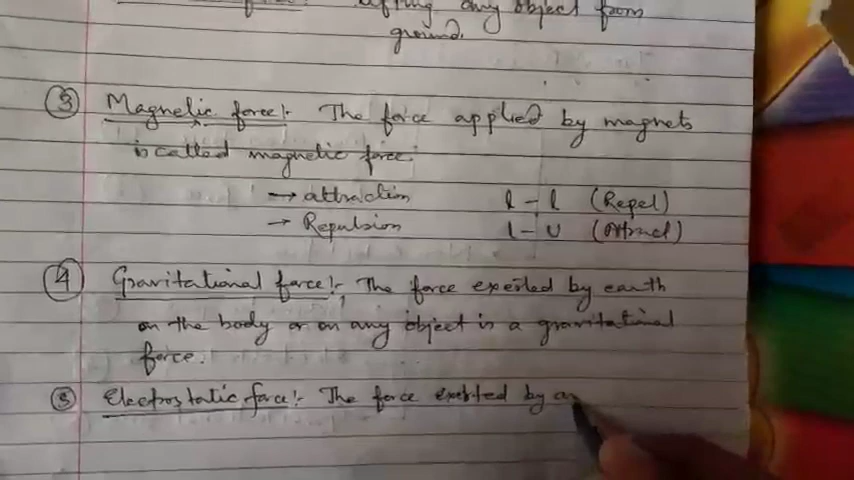 lifting any object from
ground.
③ Magnetic force:- The force applied by magnets
is called magnetic force.
→ attraction l - l (Repel)
→ Repulsion l - u (Attract)
④ Gravitational force:- The force exerted by earth
on the body or on any object is a gravitational
force.
⑤ Electrostatic force:- The force exerted by a